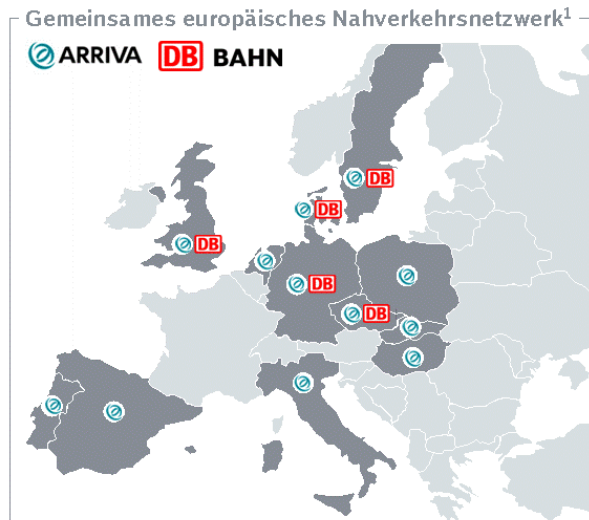 Gemeinsames europäisches Nahverkehrsnetzwerk¹
ARRIVA DB BAHN
DB
DB
DB
DB
DB